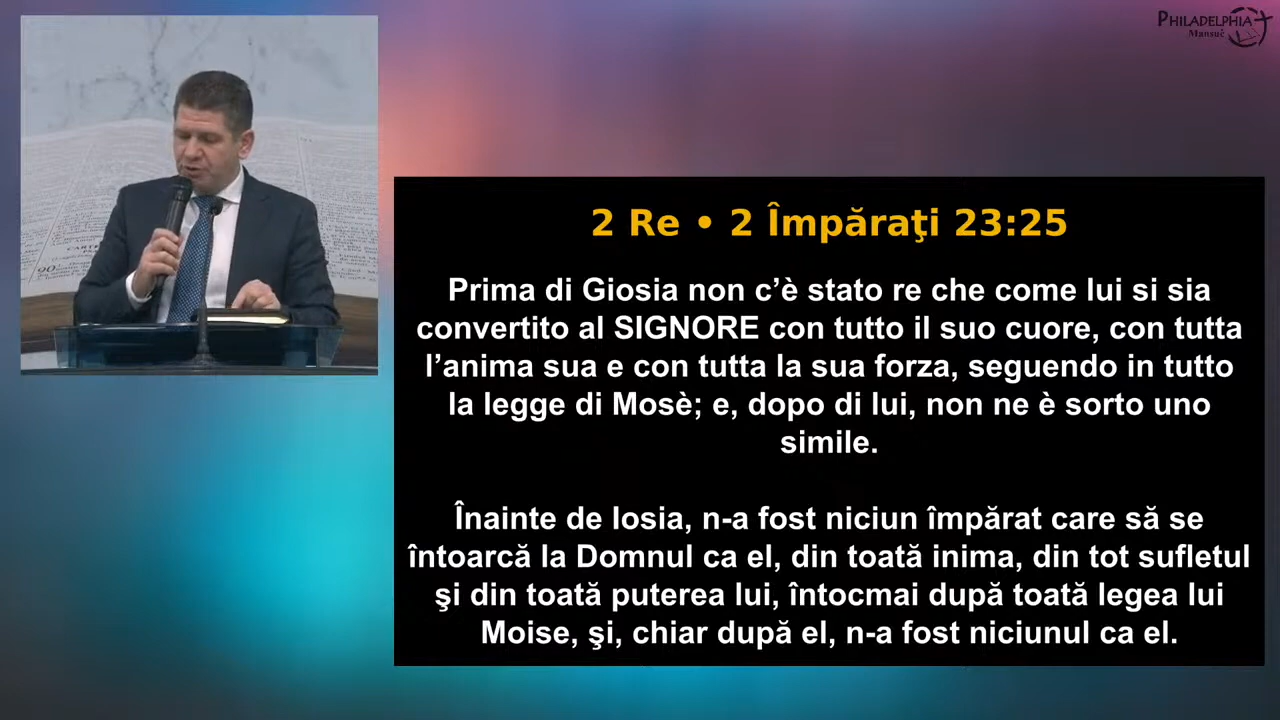 PHILADELPHIA
Mansuè
2 Re • 2 Împăraţi 23:25
Prima di Giosia non c’è stato re che come lui si sia
convertito al SIGNORE con tutto il suo cuore, con tutta
l’anima sua e con tutta la sua forza, seguendo in tutto
la legge di Mosè; e, dopo di lui, non ne è sorto uno
simile.
Înainte de Iosia, n-a fost niciun împărat care să se
întoarcă la Domnul ca el, din toată inima, din tot sufletul
şi din toată puterea lui, întocmai după toată legea lui
Moise, şi, chiar după el, n-a fost niciunul ca el.